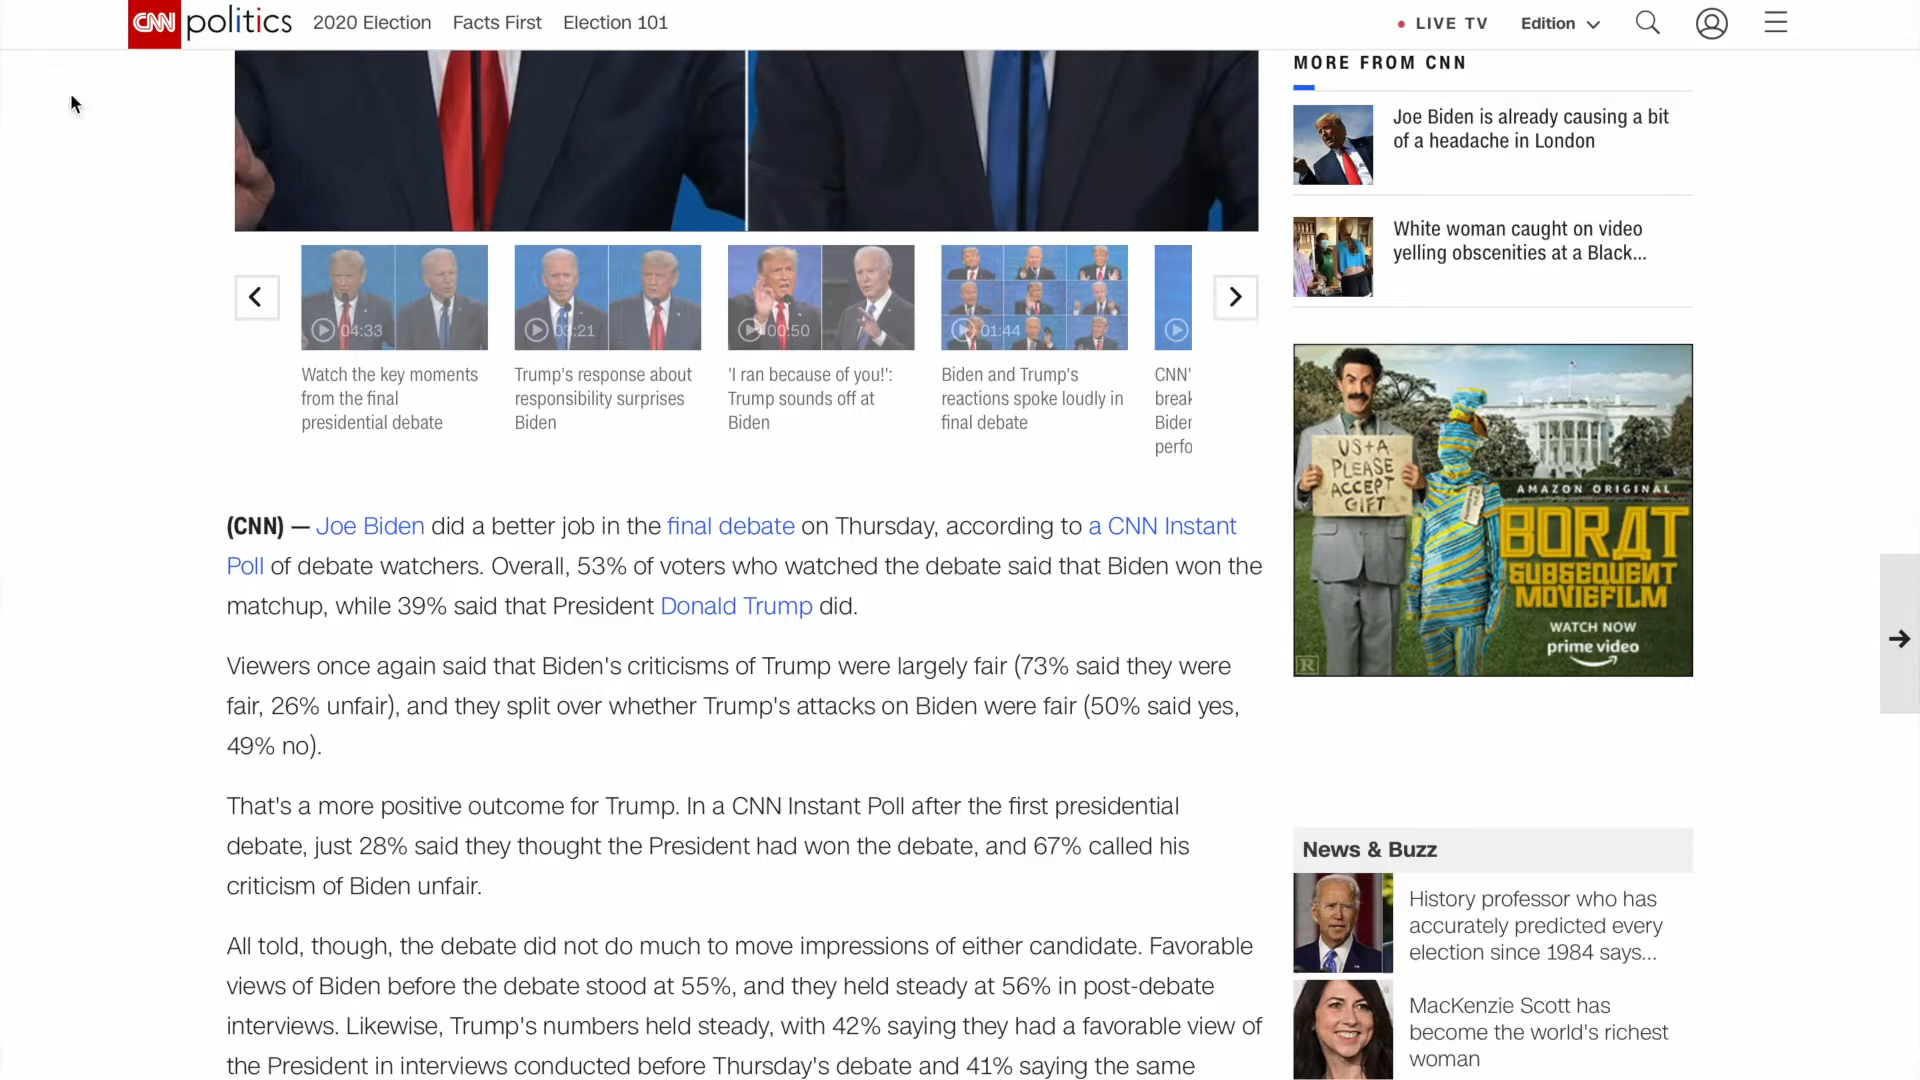 CNN politics 2020 Election Facts First Election 101 LIVE TV Edition
04:33
03:21
00:50
01:44
Watch the key moments
from the final
presidential debate
Trump's response about
responsibility surprises
Biden
'I ran because of you!':
Trump sounds off at
Biden
Biden and Trump's
reactions spoke loudly in
final debate
CNN'
break
Biden
perfo
(CNN) — Joe Biden did a better job in the final debate on Thursday, according to a CNN Instant
Poll of debate watchers. Overall, 53% of voters who watched the debate said that Biden won the
matchup, while 39% said that President Donald Trump did.
Viewers once again said that Biden's criticisms of Trump were largely fair (73% said they were
fair, 26% unfair), and they split over whether Trump's attacks on Biden were fair (50% said yes,
49% no).
That's a more positive outcome for Trump. In a CNN Instant Poll after the first presidential
debate, just 28% said they thought the President had won the debate, and 67% called his
criticism of Biden unfair.
All told, though, the debate did not do much to move impressions of either candidate. Favorable
views of Biden before the debate stood at 55%, and they held steady at 56% in post-debate
interviews. Likewise, Trump's numbers held steady, with 42% saying they had a favorable view of
the President in interviews conducted before Thursday's debate and 41% saying the same
MORE FROM CNN
Joe Biden is already causing a bit
of a headache in London
White woman caught on video
yelling obscenities at a Black...
US+A
PLEASE
ACCEPT
GIFT
AMAZON ORIGINAL
BORAT
SUBSEQUENT
MOVIEFILM
WATCH NOW
prime video
R
News & Buzz
History professor who has
accurately predicted every
election since 1984 says...
MacKenzie Scott has
become the world's richest
woman